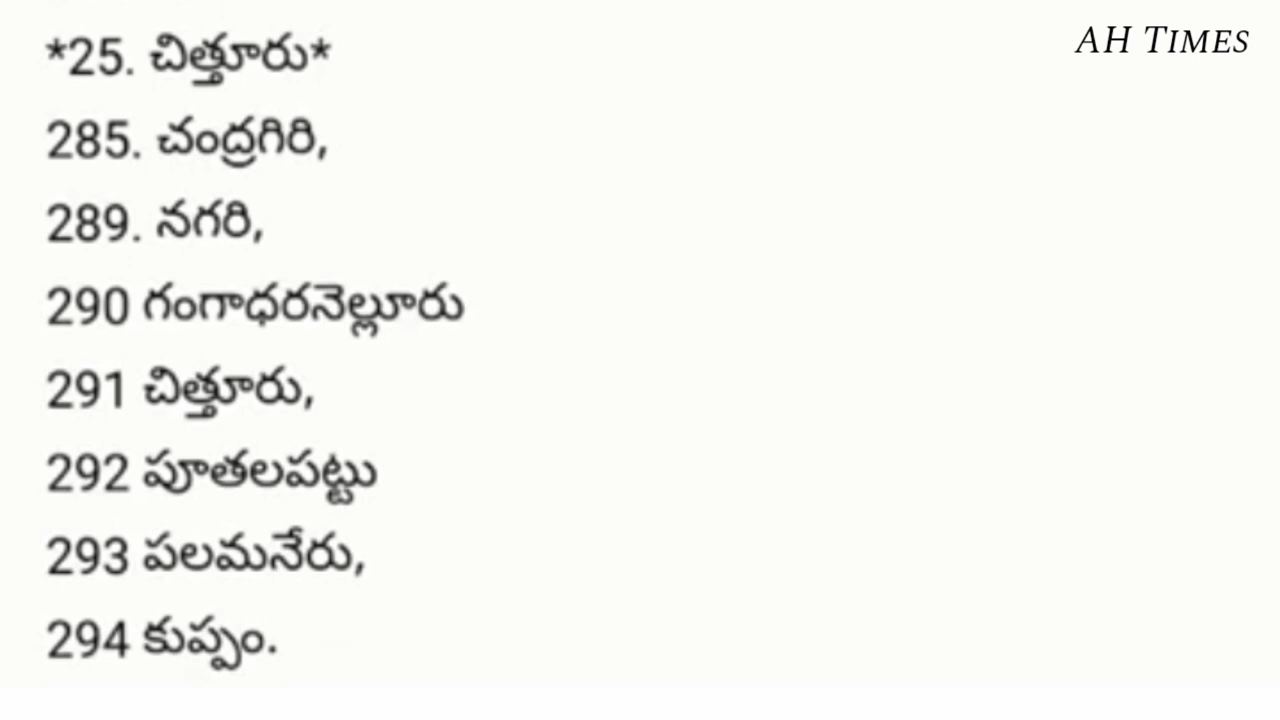 AH TIMES
*25. చిత్తూరు*
285. చంద్రగిరి,
289. నగరి,
290 గంగాధరనెల్లూరు
291 చిత్తూరు,
292 పూతలపట్టు
293 పలమనేరు,
294 కుప్పం.